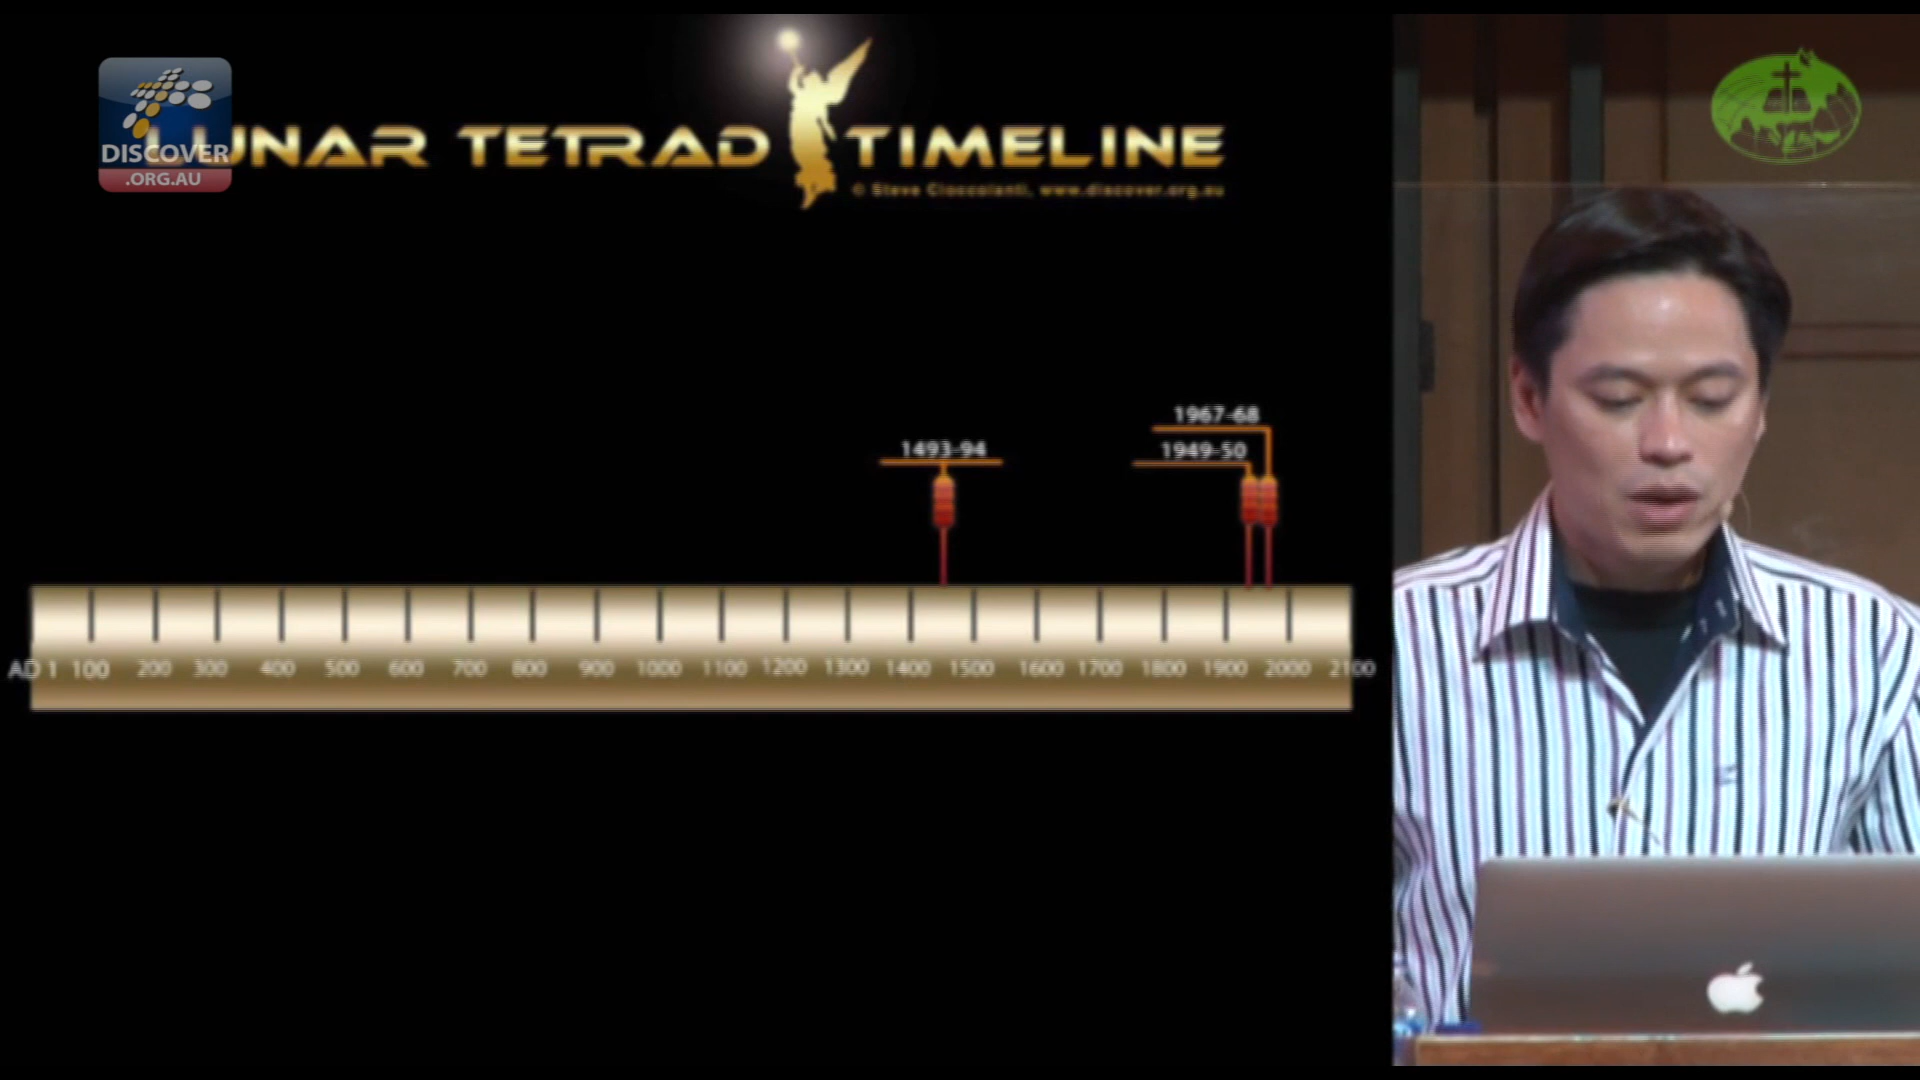 LUNAR TETRAD TIMELINE
© Steve Cioccolanti, www.discover.org.au
DISCOVER
.ORG.AU
1967-68
1493-94
1949-50
AD 1 100 200 300 400 500 600 700 800 900 1000 1100 1200 1300 1400 1500 1600 1700 1800 1900 2000 2100